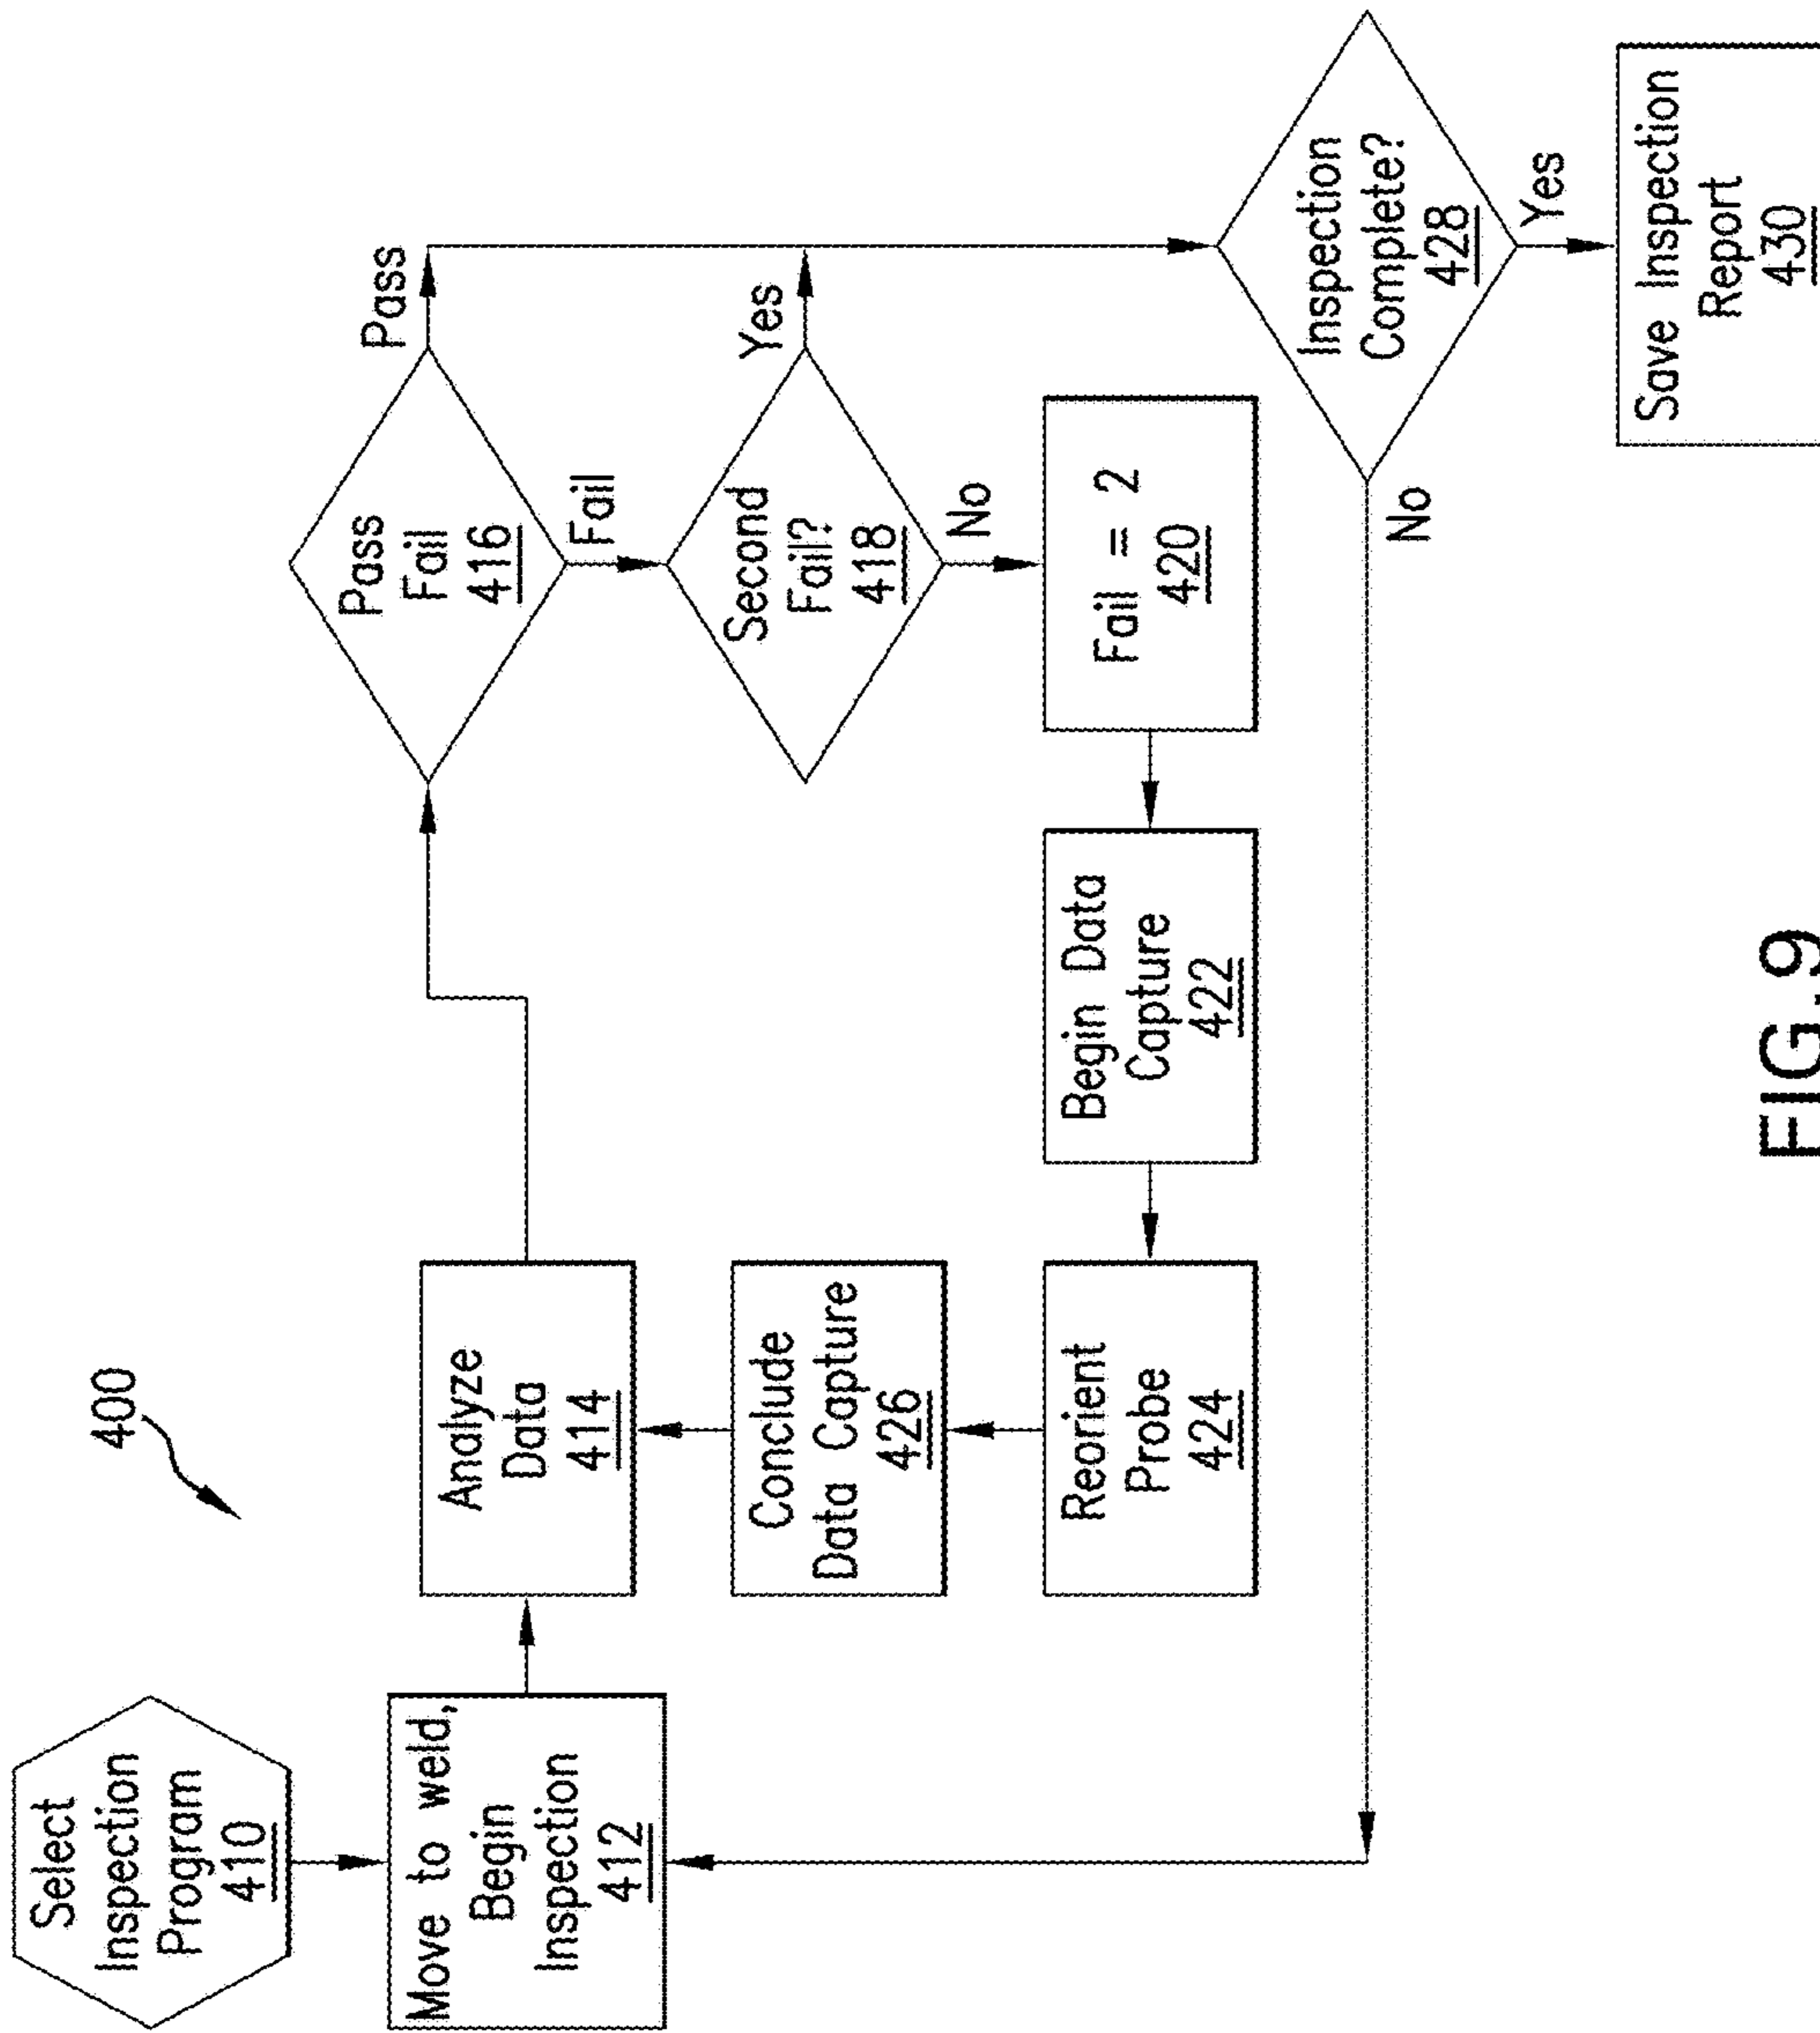 400
Select
Inspection
Program
410
Move to weld,
Begin
Inspection
412
Analyze
Data
414
Pass
Fail
416
Pass
Fail
Second
Fail?
418
Yes
No
Fail = 2
420
Begin Data
Capture
422
Reorient
Probe
424
Conclude
Data Capture
426
Inspection
Complete?
428
No
Yes
Save Inspection
Report
430
FIG.9